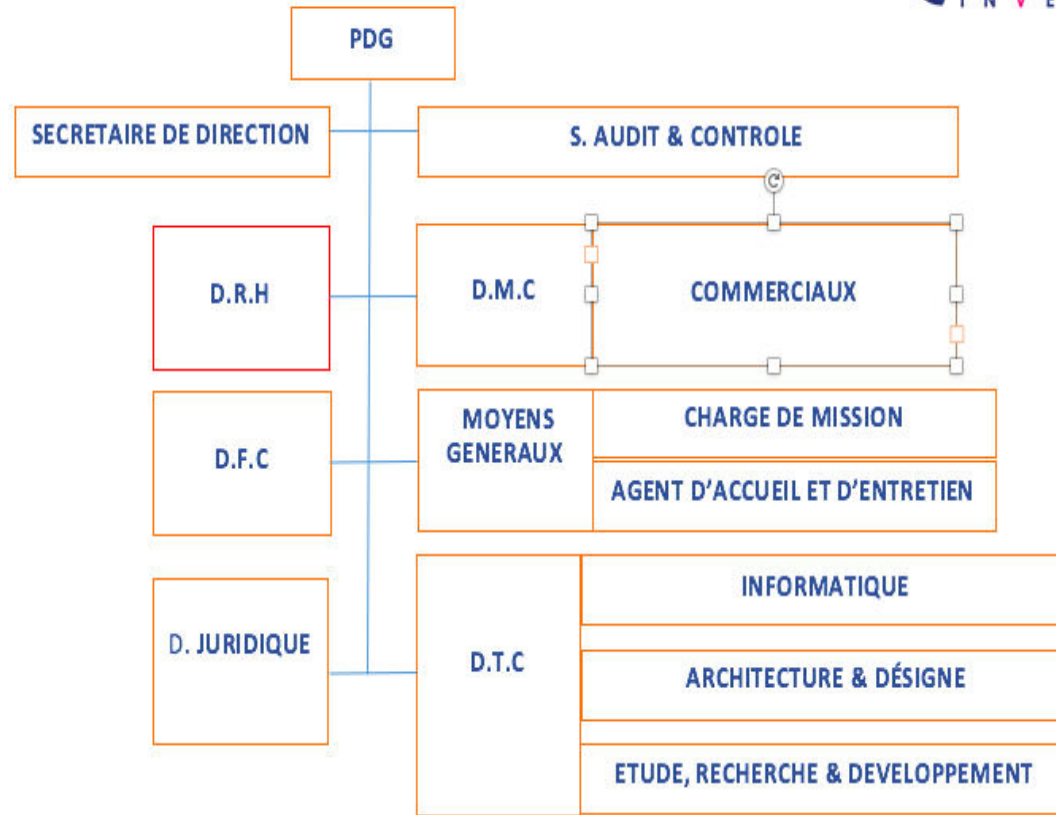 I N V E
PDG
SECRETAIRE DE DIRECTION
S. AUDIT & CONTROLE
D.R.H
D.M.C
COMMERCIAUX
D.F.C
MOYENS
GENERAUX
CHARGE DE MISSION
AGENT D’ACCUEIL ET D’ENTRETIEN
D. JURIDIQUE
D.T.C
INFORMATIQUE
ARCHITECTURE & DÉSIGNE
ETUDE, RECHERCHE & DEVELOPPEMENT